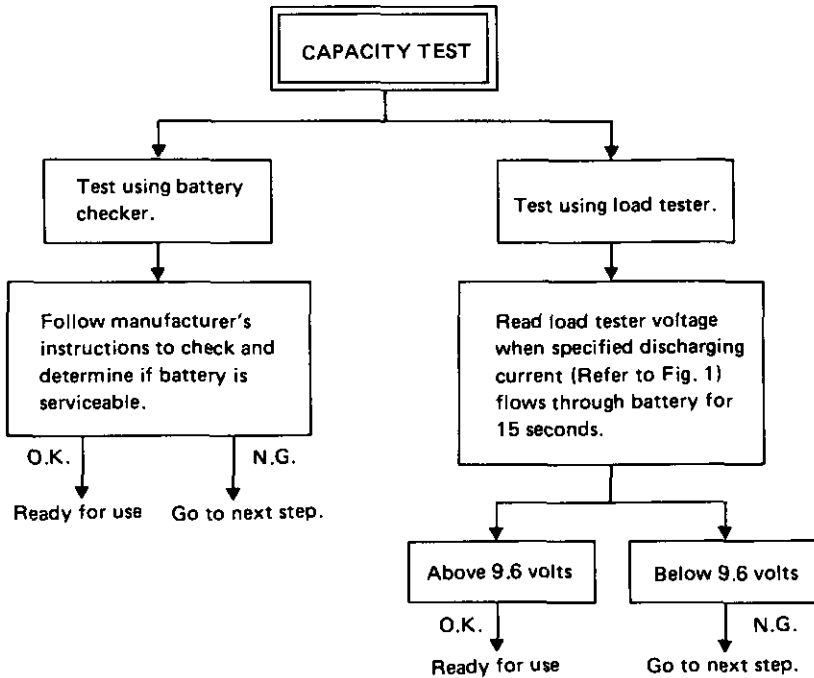 CAPACITY TEST
Test using battery
checker.
Follow manufacturer's
instructions to check and
determine if battery is
serviceable.
O.K.
N.G.
Ready for use
Go to next step.
Test using load tester.
Read load tester voltage
when specified discharging
current (Refer to Fig. 1)
flows through battery for
15 seconds.
Above 9.6 volts
Below 9.6 volts
O.K.
N.G.
Ready for use
Go to next step.